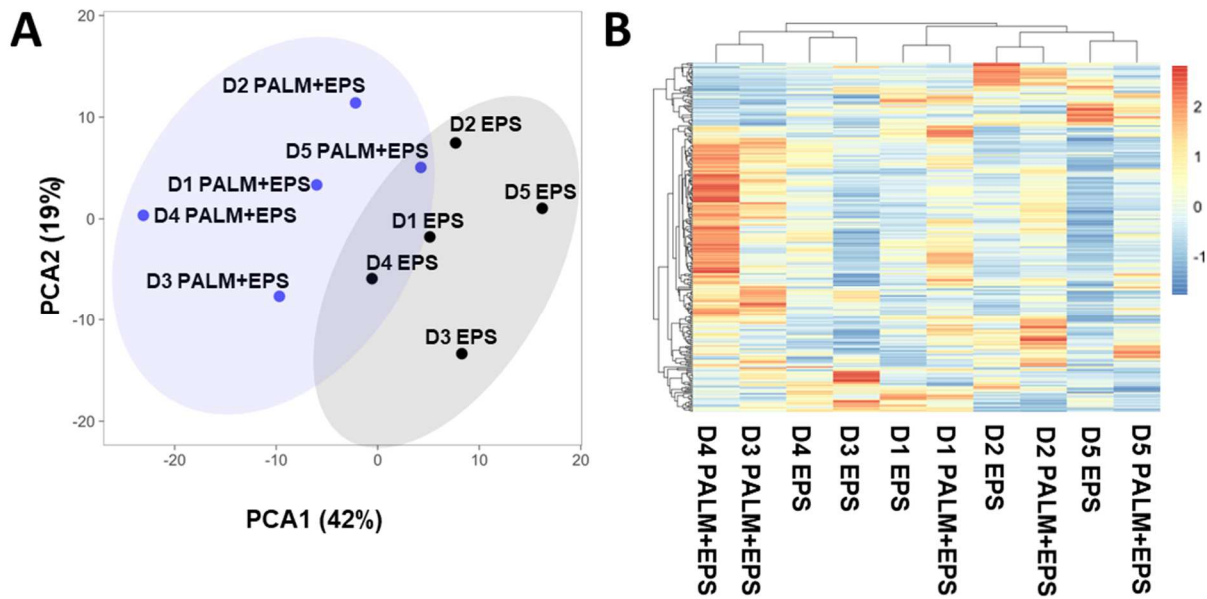 A
20
10
0
-10
-20
PCA2 (19%)
D2 PALM+EPS
D2 EPS
D5 PALM+EPS
D1 PALM+EPS
D5 EPS
D4 PALM+EPS
D1 EPS
D4 EPS
D3 PALM+EPS
D3 EPS
-20
-10
0
10
20
PCA1 (42%)
B
2
1
0
-1
D4 PALM+EPS
D3 PALM+EPS
D4 EPS
D3 EPS
D1 EPS
D1 PALM+EPS
D2 EPS
D2 PALM+EPS
D5 EPS
D5 PALM+EPS